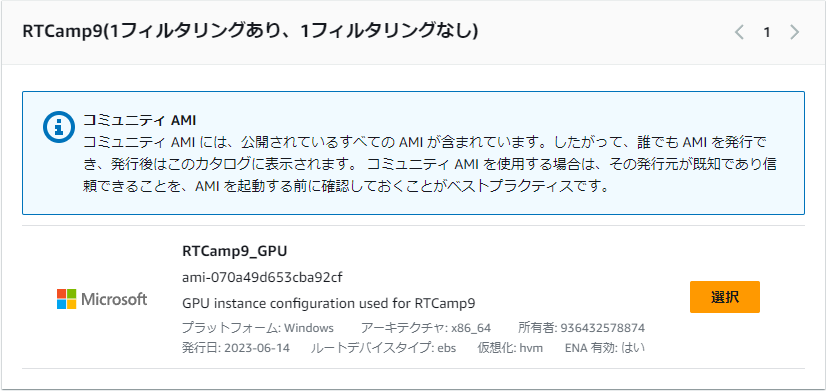 RTCamp9(1フィルタリングあり、1フィルタリングなし)
1
コミュニティ AMI
コミュニティ AMI には、公開されているすべての AMI が含まれています。したがって、誰でも AMI を発行で
き、発行後はこのカタログに表示されます。 コミュニティ AMI を使用する場合は、その発行元が既知であり信
頼できることを、AMI を起動する前に確認しておくことがベストプラクティスです。
RTCamp9_GPU
ami-070a49d653cba92cf
Microsoft
GPU instance configuration used for RTCamp9
選択
プラットフォーム: Windows アーキテクチャ: x86_64 所有者: 936432578874
発行日: 2023-06-14 ルートデバイスタイプ: ebs 仮想化: hvm ENA 有効: はい